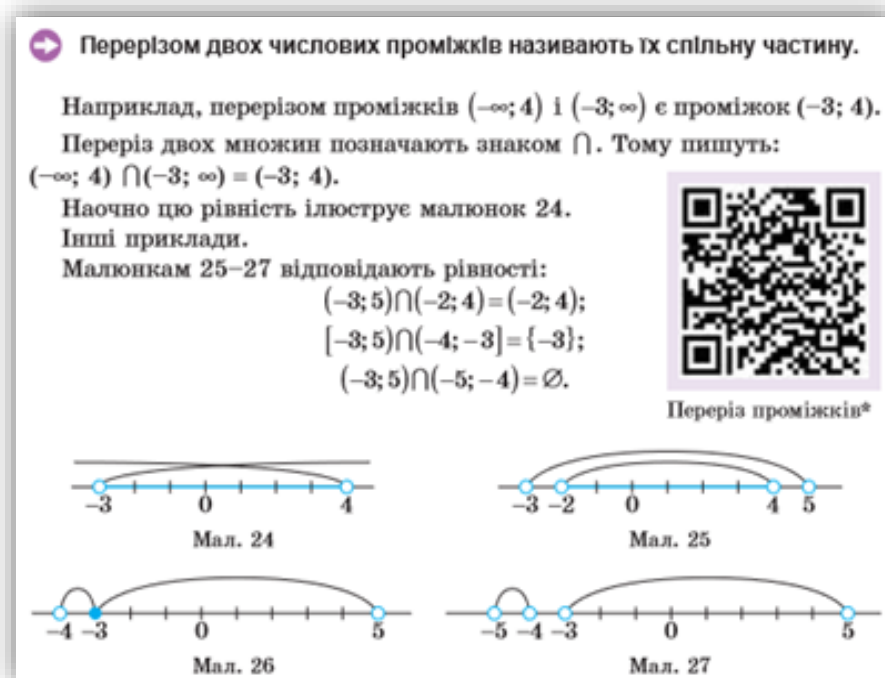 Перерізом двох числових проміжків називають їх спільну частину.
Наприклад, перерізом проміжків (−∞; 4) і (−3; ∞) є проміжок (−3; 4).
Переріз двох множин позначають знаком ∩. Тому пишуть:
(−∞; 4) ∩(−3; ∞) = (−3; 4).
Наочно цю рівність ілюструє малюнок 24.
Інші приклади.
Малюнкам 25–27 відповідають рівності:
(−3; 5)∩(−2; 4)=(−2; 4);
[−3; 5)∩(−4; −3]={−3};
(−3; 5)∩(−5; −4)=∅.
Переріз проміжків*
−3 0 4
Мал. 24
−3 −2 0 4 5
Мал. 25
−4 −3 0 5
Мал. 26
−5 −4 −3 0 5
Мал. 27